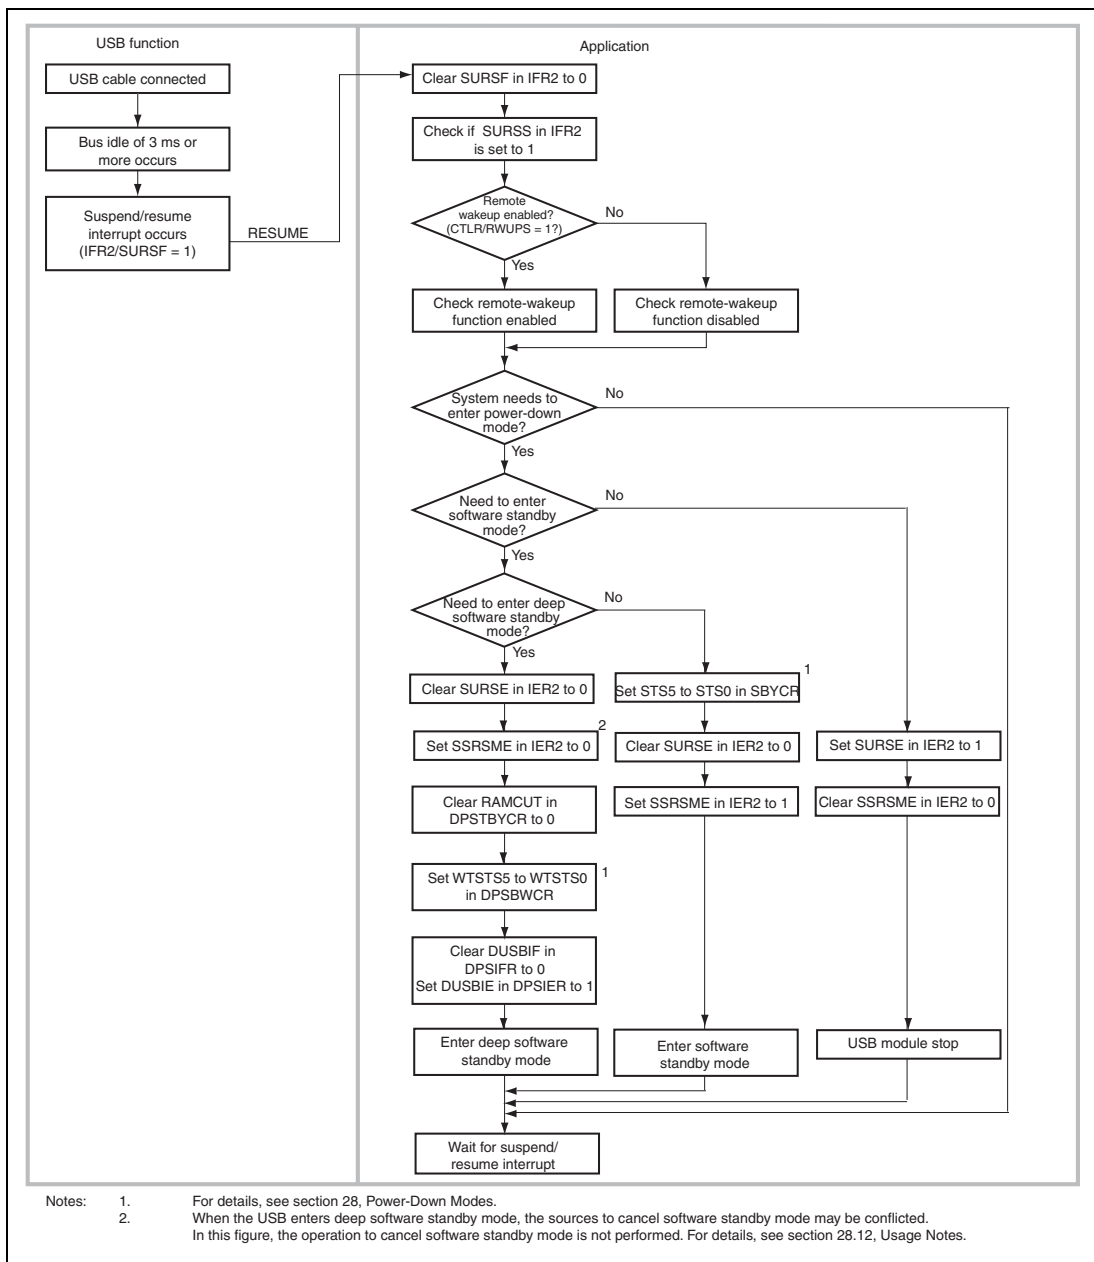 USB function
Application
USB cable connected
Bus idle of 3 ms or
more occurs
Suspend/resume
interrupt occurs
(IFR2/SURSF = 1)
RESUME
Clear SURSF in IFR2 to 0
Check if SURSS in IFR2
is set to 1
Remote
wakeup enabled?
(CTLR/RWUPS = 1?)
No
Yes
Check remote-wakeup
function enabled
Check remote-wakeup
function disabled
System needs to
enter power-down
mode?
No
Yes
Need to enter
software standby
mode?
No
Yes
Need to enter deep
software standby
mode?
No
Yes
Clear SURSE in IER2 to 0
Set STS5 to STS0 in SBYCR
1
Set SSRSME in IER2 to 0
2
Clear SURSE in IER2 to 0
Set SURSE in IER2 to 1
Clear RAMCUT in
DPSTBYCR to 0
Set SSRSME in IER2 to 1
Clear SSRSME in IER2 to 0
Set WTSTS5 to WTSTS0
in DPSBWCR
1
Clear DUSBIF in
DPSIFR to 0
Set DUSBIE in DPSIER to 1
Enter deep software
standby mode
Enter software
standby mode
USB module stop
Wait for suspend/
resume interrupt
Notes: 1. For details, see section 28, Power-Down Modes.
2. When the USB enters deep software standby mode, the sources to cancel software standby mode may be conflicted.
In this figure, the operation to cancel software standby mode is not performed. For details, see section 28.12, Usage Notes.